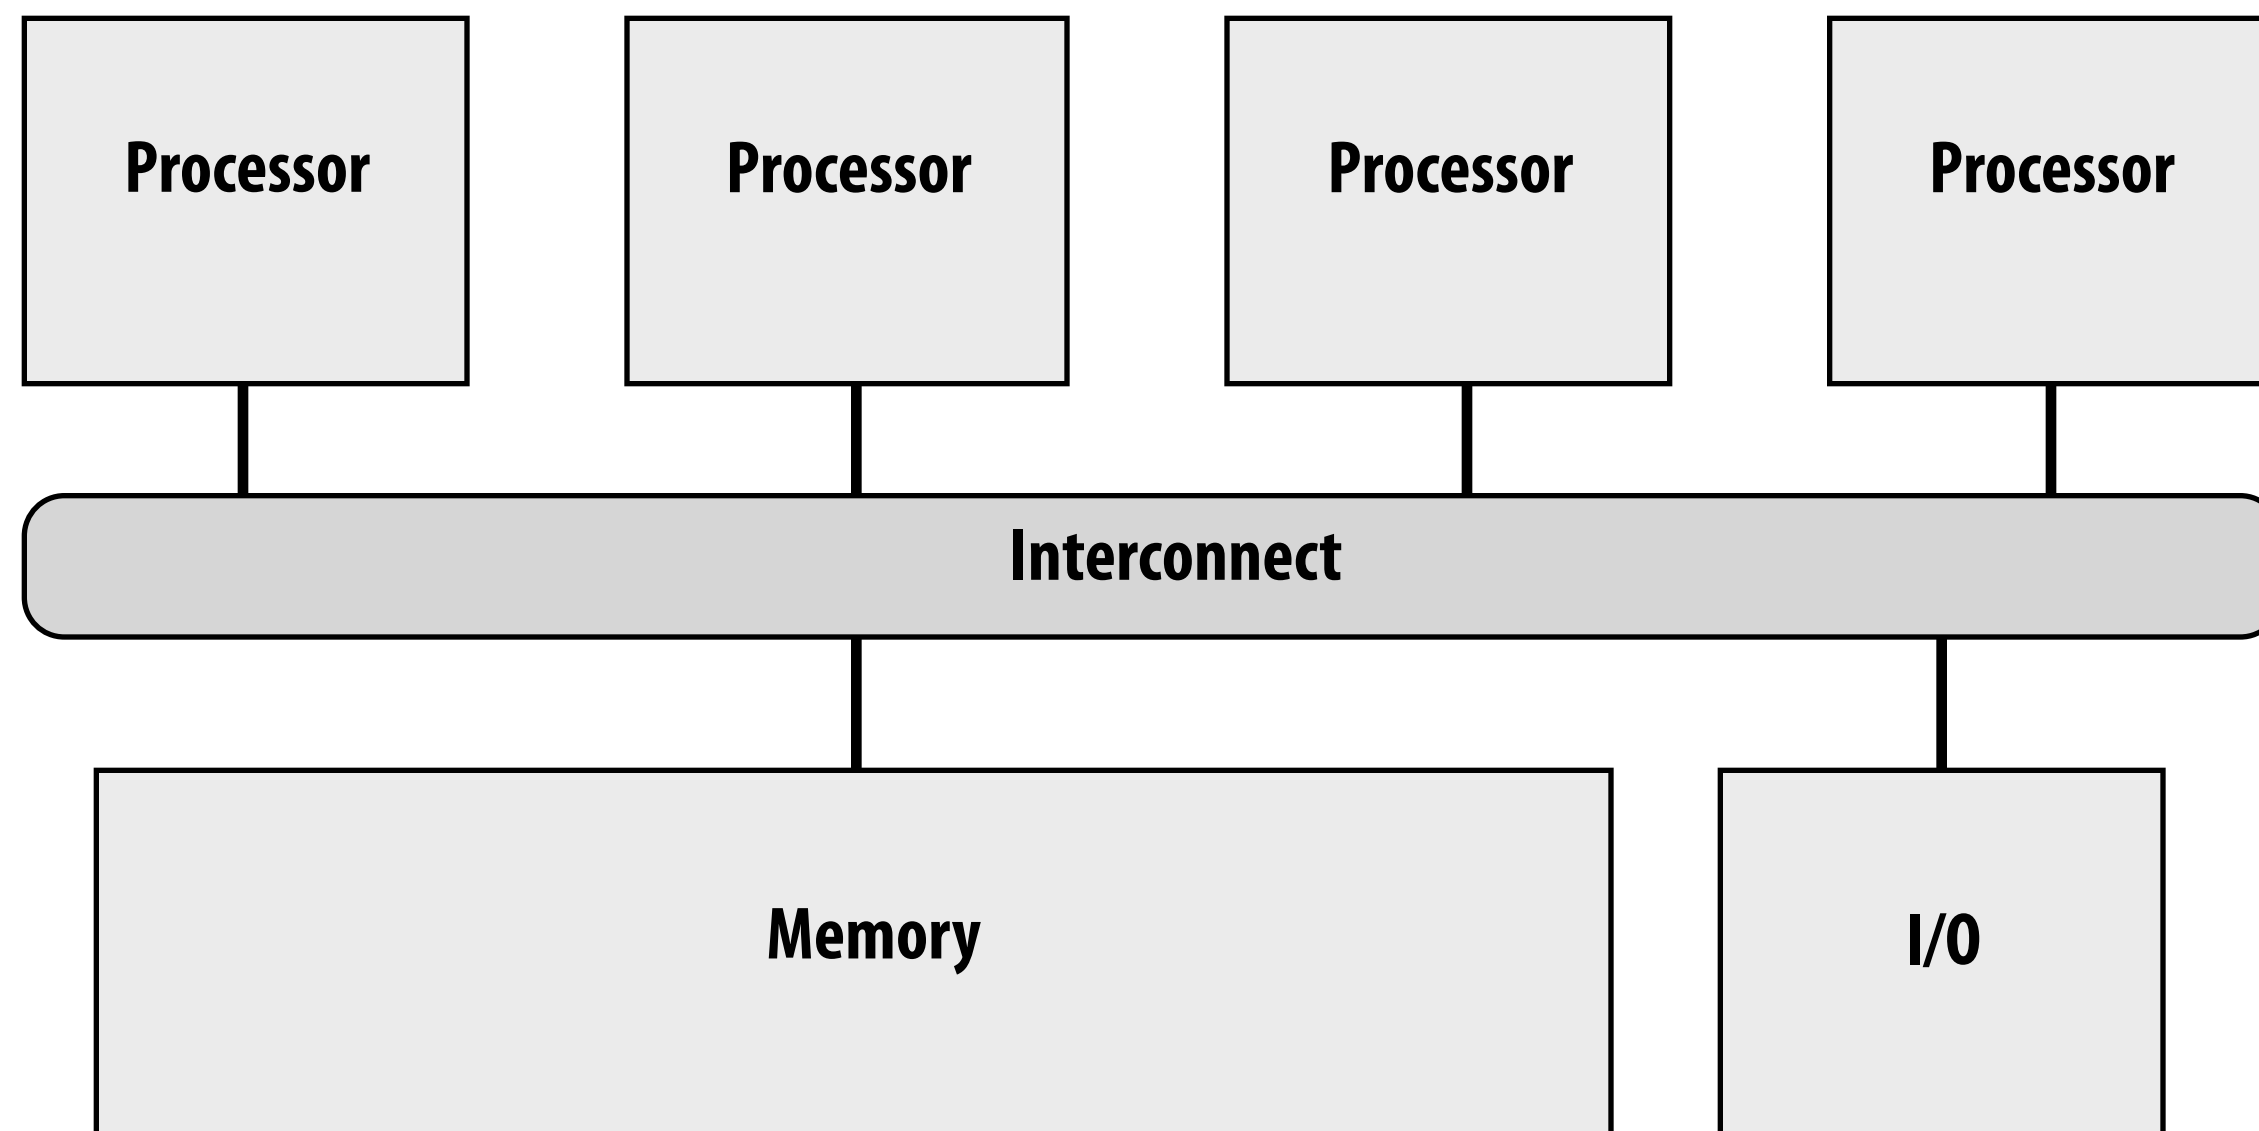 Processor
Processor
Processor
Processor
Interconnect
Memory
I/O